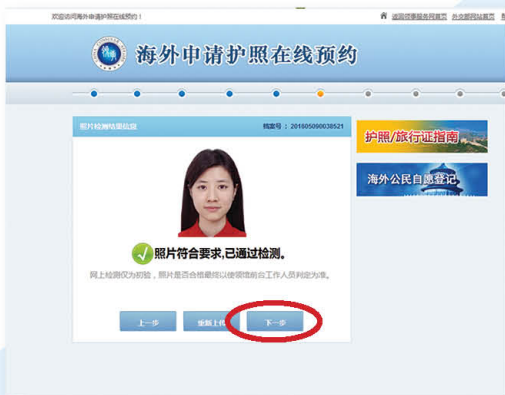 欢迎访问海外申请护照在线预约！
返回领事服务网首页 外交部网站首页
海外申请护照在线预约
照片检测结果信息 档案号：201605090038521
护照/旅行证指南
海外公民自愿登记
照片符合要求,已通过检测。
网上检测仅为初验，照片是否合格最终以使领馆前台工作人员判定为准。
上一步 重新上传 下一步